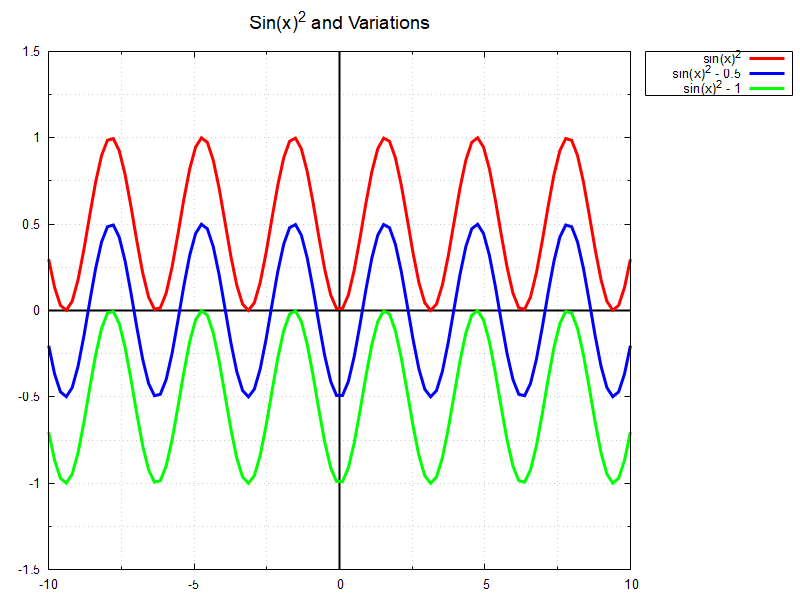 Sin(x)² and Variations
sin(x)²
sin(x)² - 0.5
sin(x)² - 1
1.5
1
0.5
0
-0.5
-1
-1.5
-10 -5 0 5 10